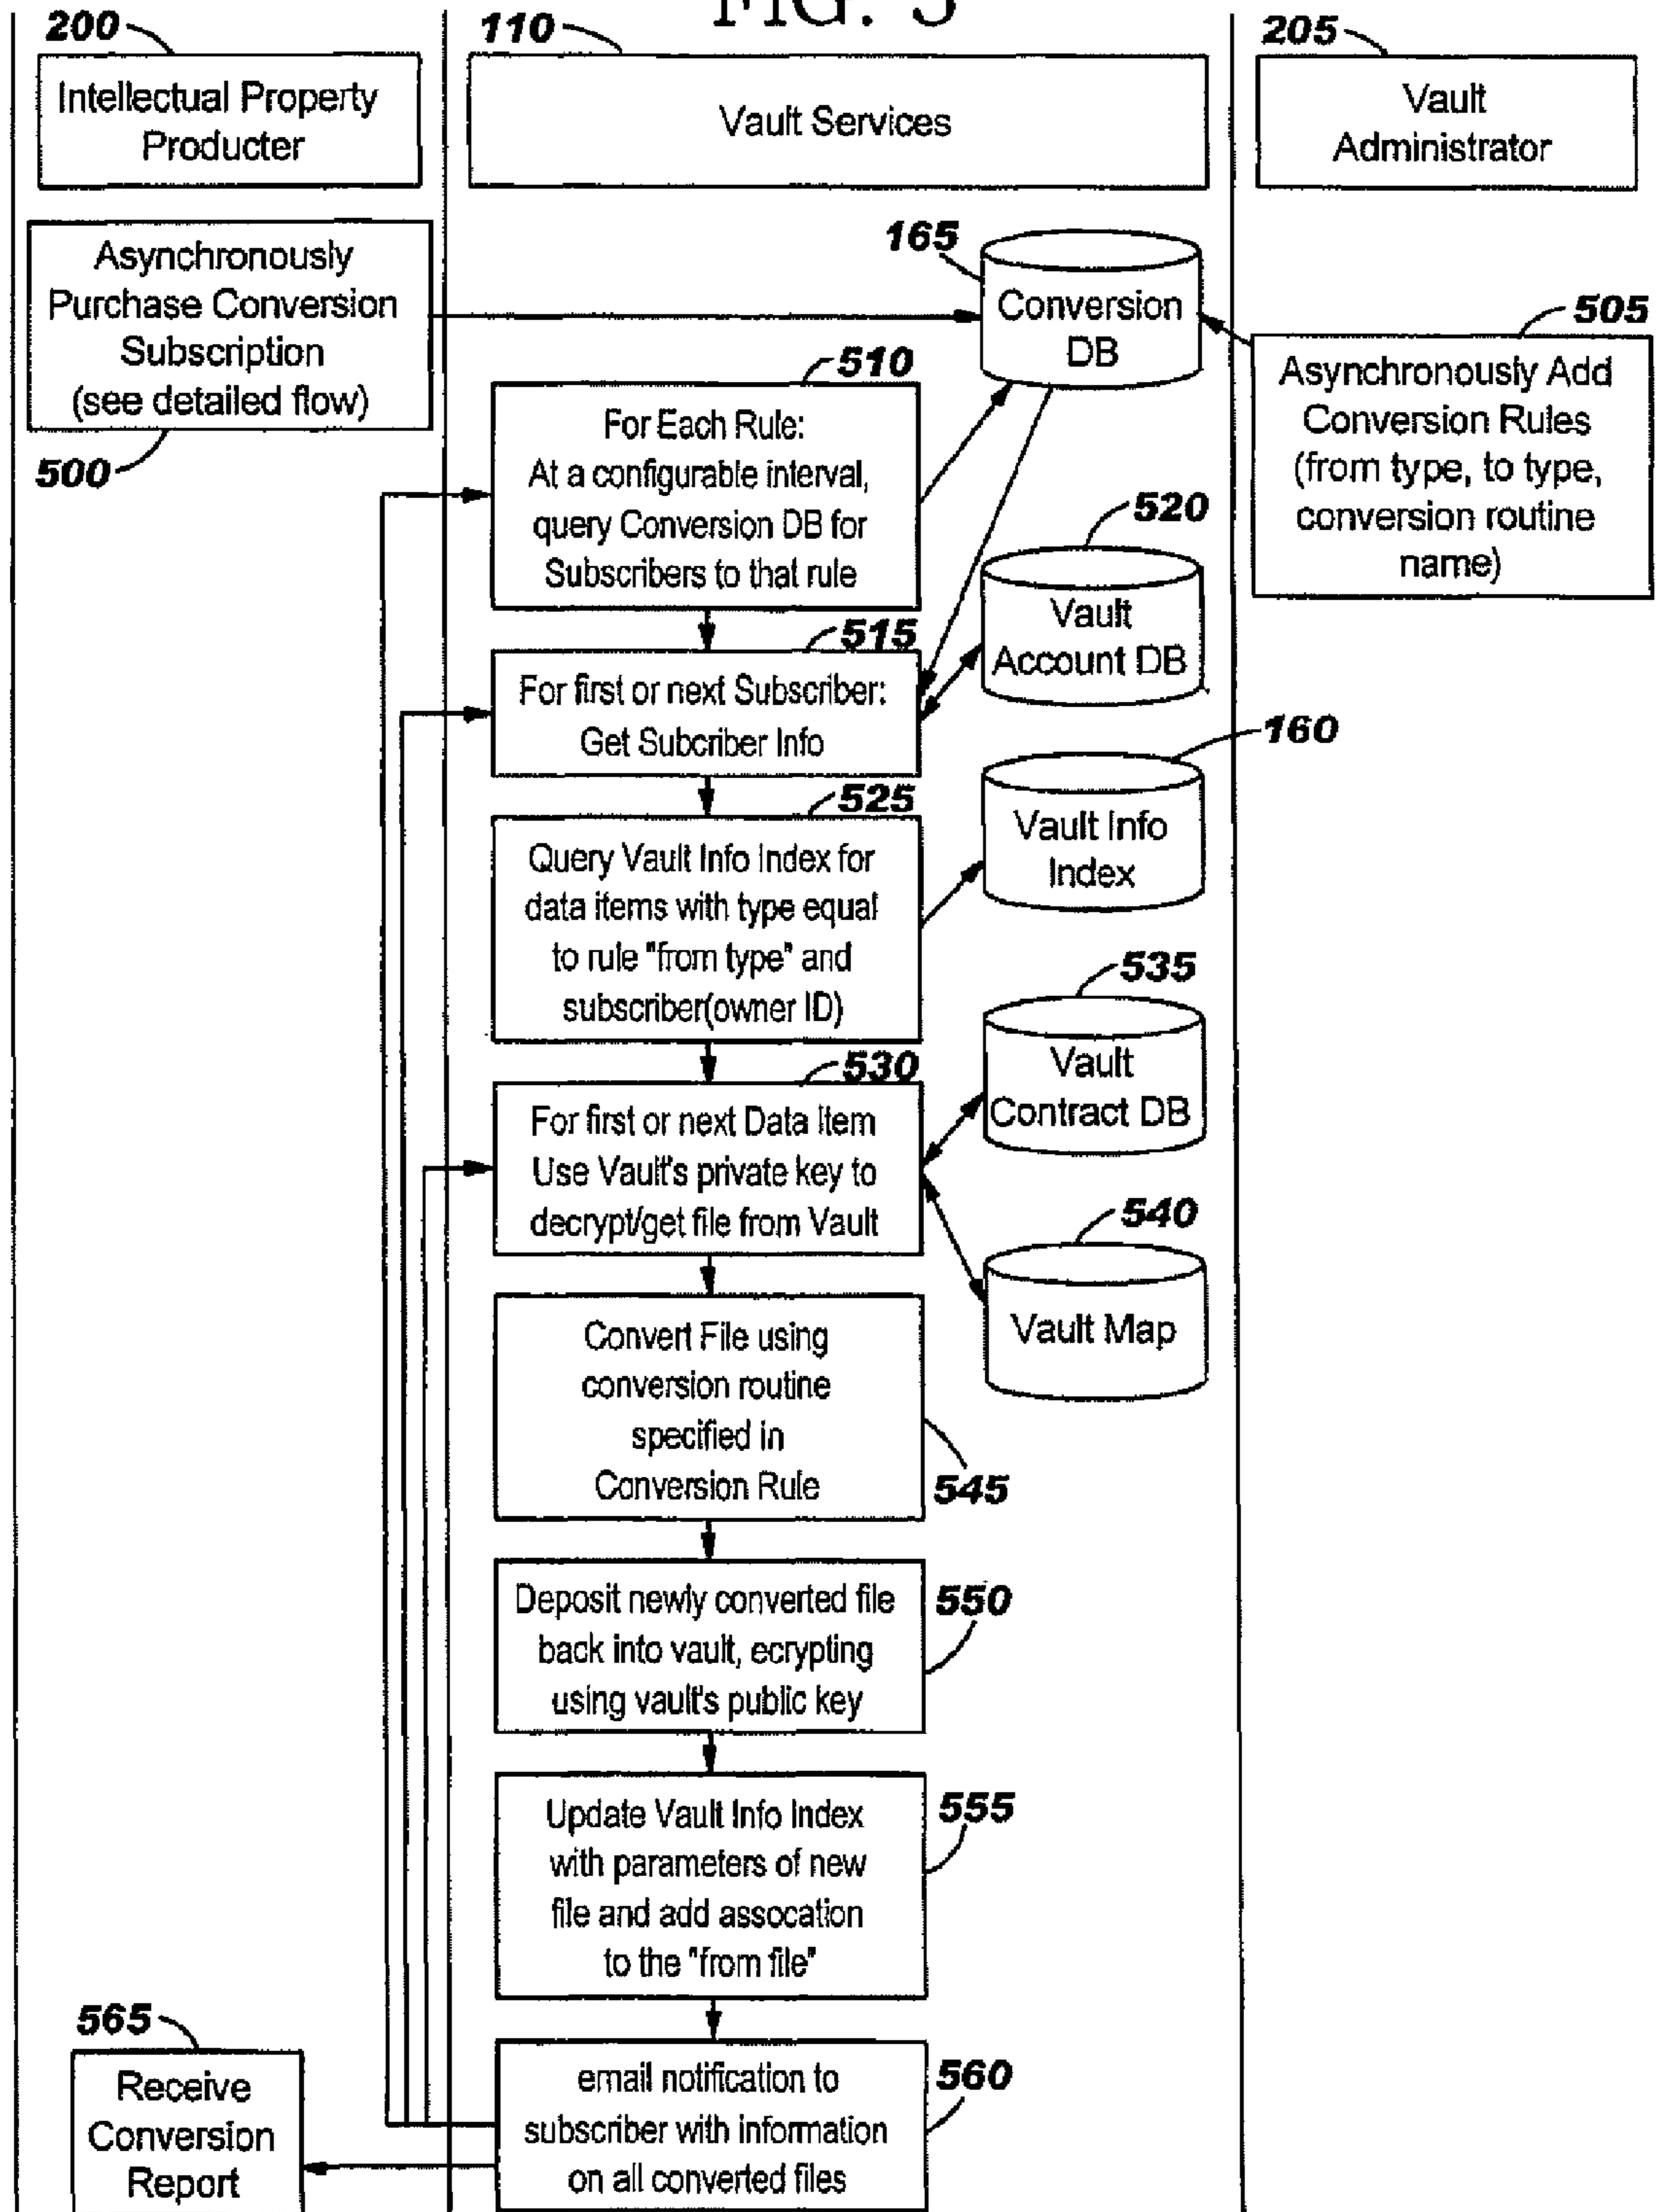 FIG. 5
200
110
205
Intellectual Property
Producter
Vault Services
Vault
Administrator
Asynchronously
Purchase Conversion
Subscription
(see detailed flow)
500
165
Conversion
DB
505
Asynchronously Add
Conversion Rules
(from type, to type,
conversion routine
name)
510
For Each Rule:
At a configurable interval,
query Conversion DB for
Subscribers to that rule
520
Vault
Account DB
515
For first or next Subscriber:
Get Subcriber Info
160
Vault Info
Index
525
Query Vault Info Index for
data items with type equal
to rule "from type" and
subscriber(owner ID)
535
Vault
Contract DB
530
For first or next Data Item
Use Vault's private key to
decrypt/get file from Vault
540
Vault Map
Convert File using
conversion routine
specified in
Conversion Rule
545
Deposit newly converted file
back into vault, ecrypting
using vault's public key
550
Update Vault Info Index
with parameters of new
file and add assocation
to the "from file"
555
565
Receive
Conversion
Report
email notification to
subscriber with information
on all converted files
560